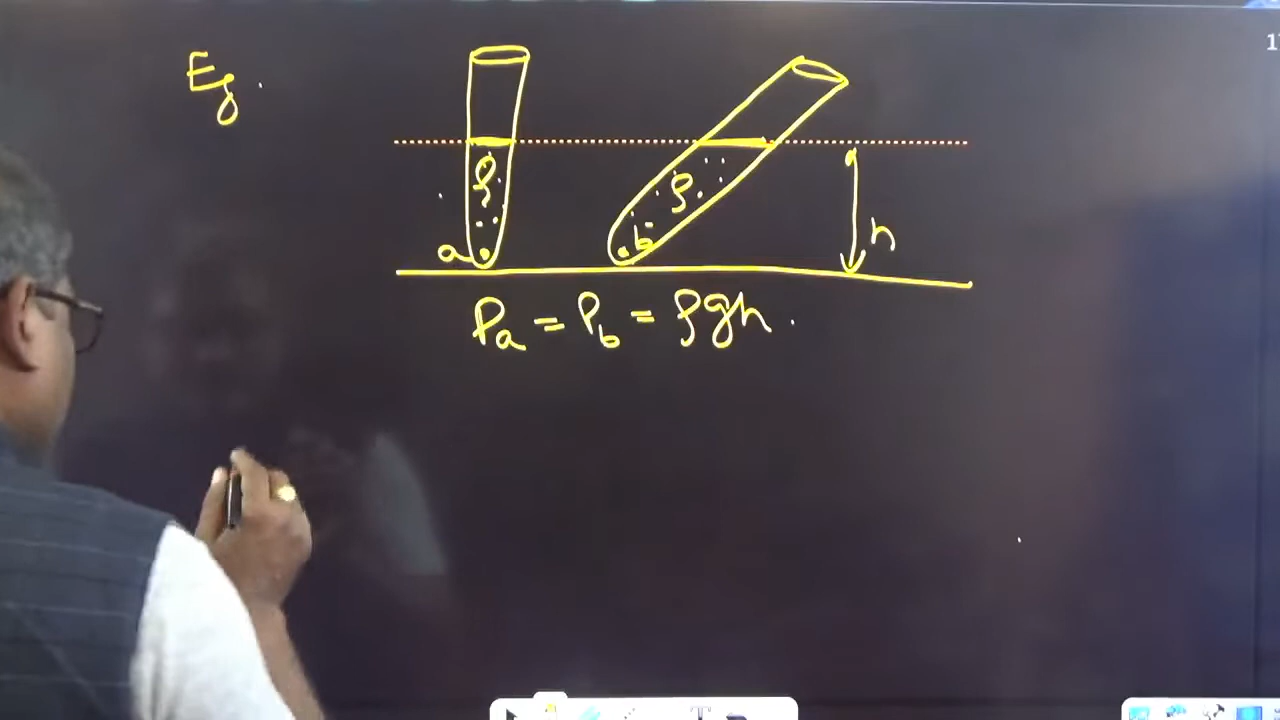 Eg.
ρ ρ
a b h
Pa = Pb = ρgh.